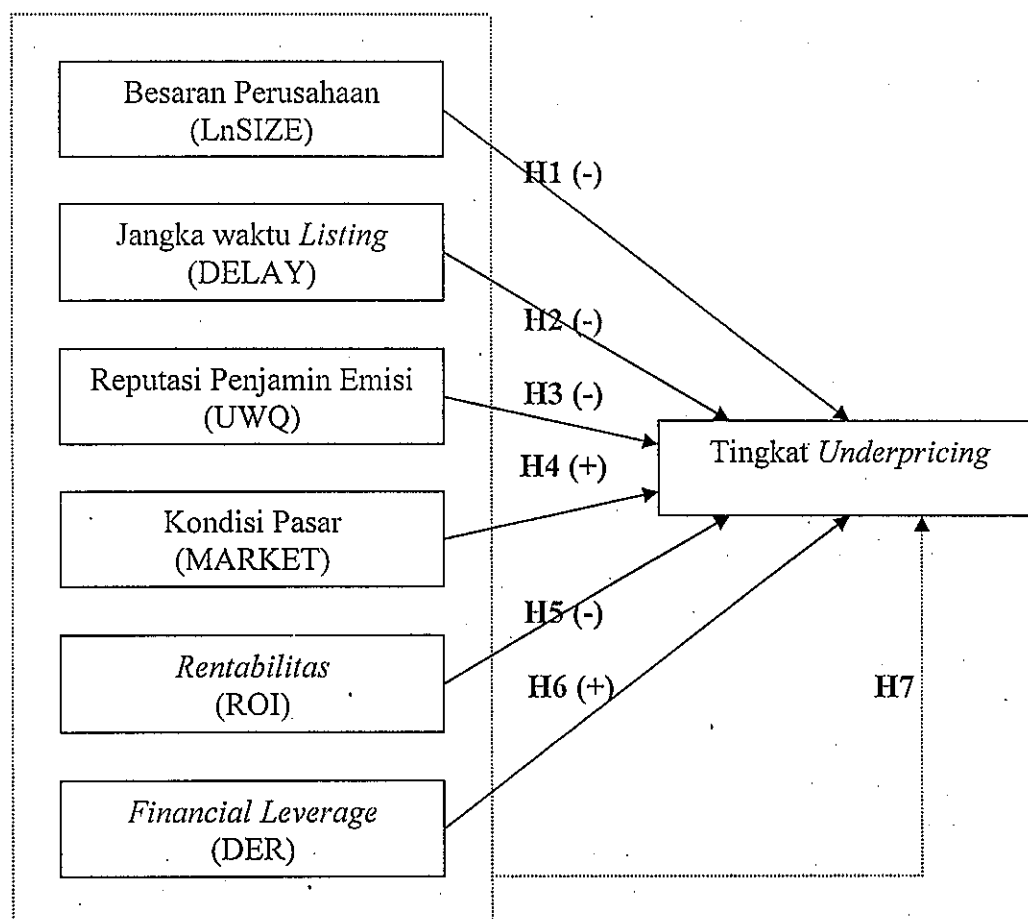 Besaran Perusahaan
(LnSIZE)
H1 (-)
Jangka waktu Listing
(DELAY)
H2 (-)
Reputasi Penjamin Emisi
(UWQ)
H3 (-)
Tingkat Underpricing
H4 (+)
Kondisi Pasar
(MARKET)
H5 (-)
Rentabilitas
(ROI)
H6 (+)
H7
Financial Leverage
(DER)